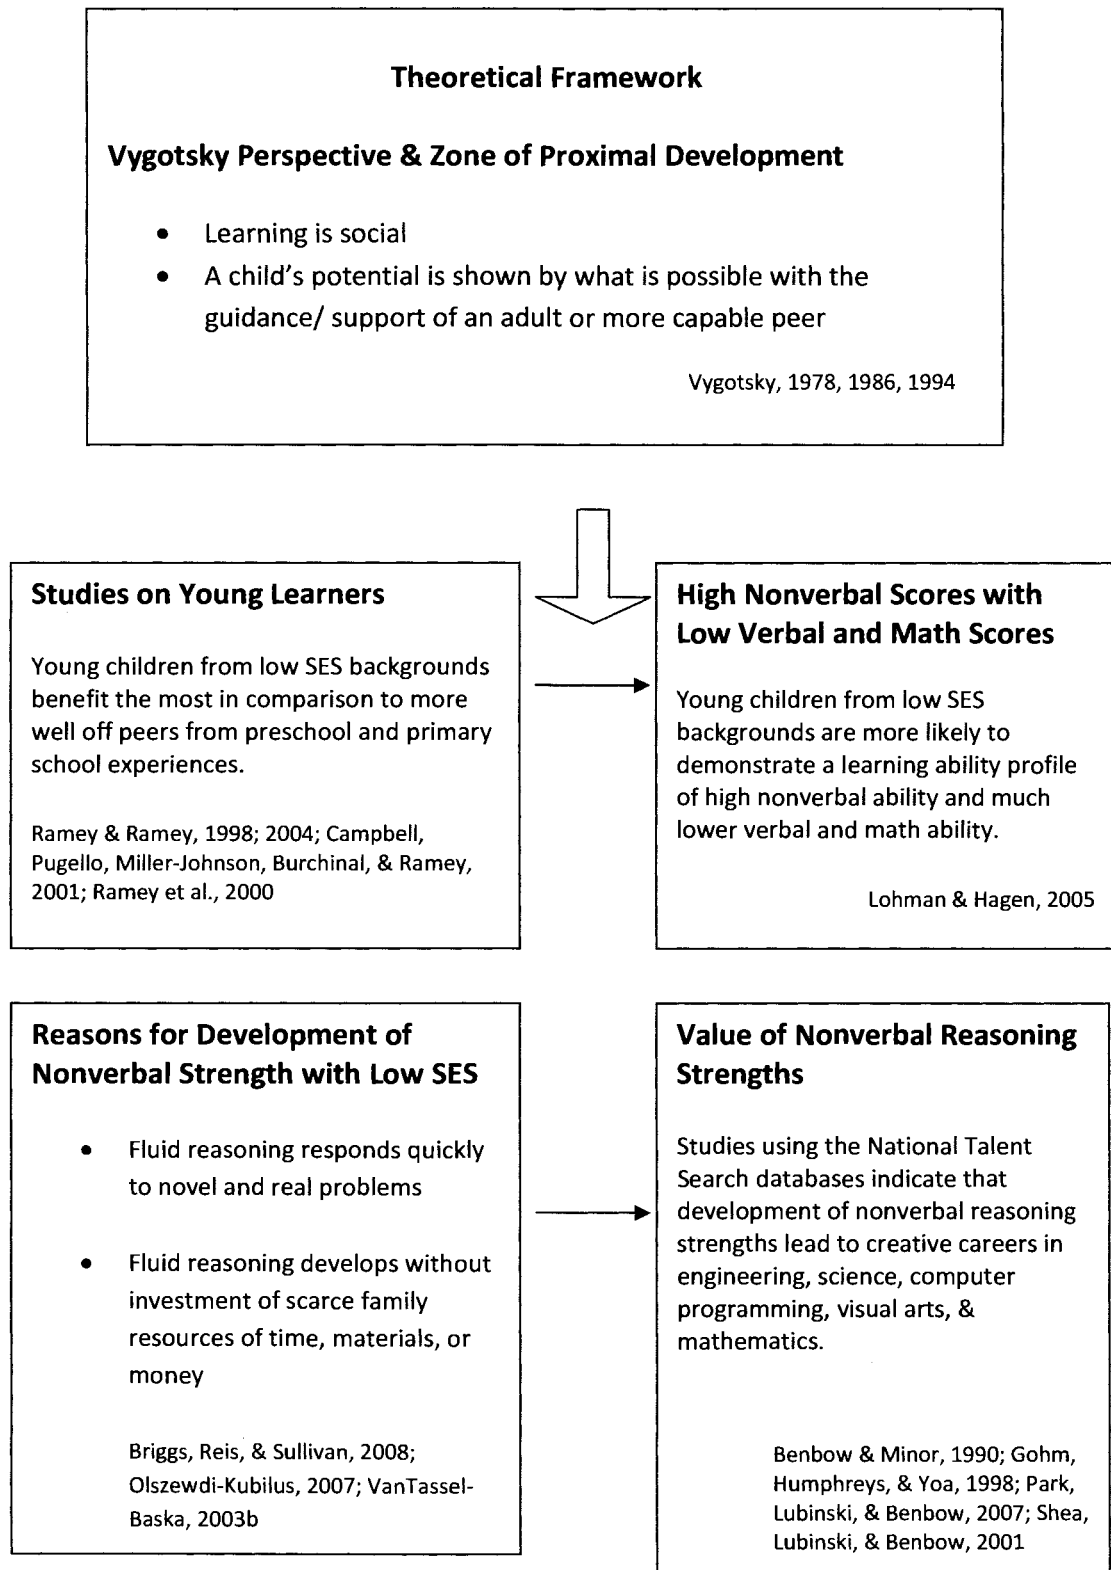 Theoretical Framework
Vygotsky Perspective & Zone of Proximal Development
• Learning is social
• A child's potential is shown by what is possible with the
guidance/ support of an adult or more capable peer
Vygotsky, 1978, 1986, 1994
Studies on Young Learners
Young children from low SES backgrounds
benefit the most in comparison to more
well off peers from preschool and primary
school experiences.
Ramey & Ramey, 1998; 2004; Campbell,
Pugello, Miller-Johnson, Burchinal, & Ramey,
2001; Ramey et al., 2000
High Nonverbal Scores with
Low Verbal and Math Scores
Young children from low SES
backgrounds are more likely to
demonstrate a learning ability profile
of high nonverbal ability and much
lower verbal and math ability.
Lohman & Hagen, 2005
Reasons for Development of
Nonverbal Strength with Low SES
• Fluid reasoning responds quickly
to novel and real problems
• Fluid reasoning develops without
investment of scarce family
resources of time, materials, or
money
Briggs, Reis, & Sullivan, 2008;
Olszewdi-Kubilus, 2007; VanTassel-
Baska, 2003b
Value of Nonverbal Reasoning
Strengths
Studies using the National Talent
Search databases indicate that
development of nonverbal reasoning
strengths lead to creative careers in
engineering, science, computer
programming, visual arts, &
mathematics.
Benbow & Minor, 1990; Gohm,
Humphreys, & Yoa, 1998; Park,
Lubinski, & Benbow, 2007; Shea,
Lubinski, & Benbow, 2001